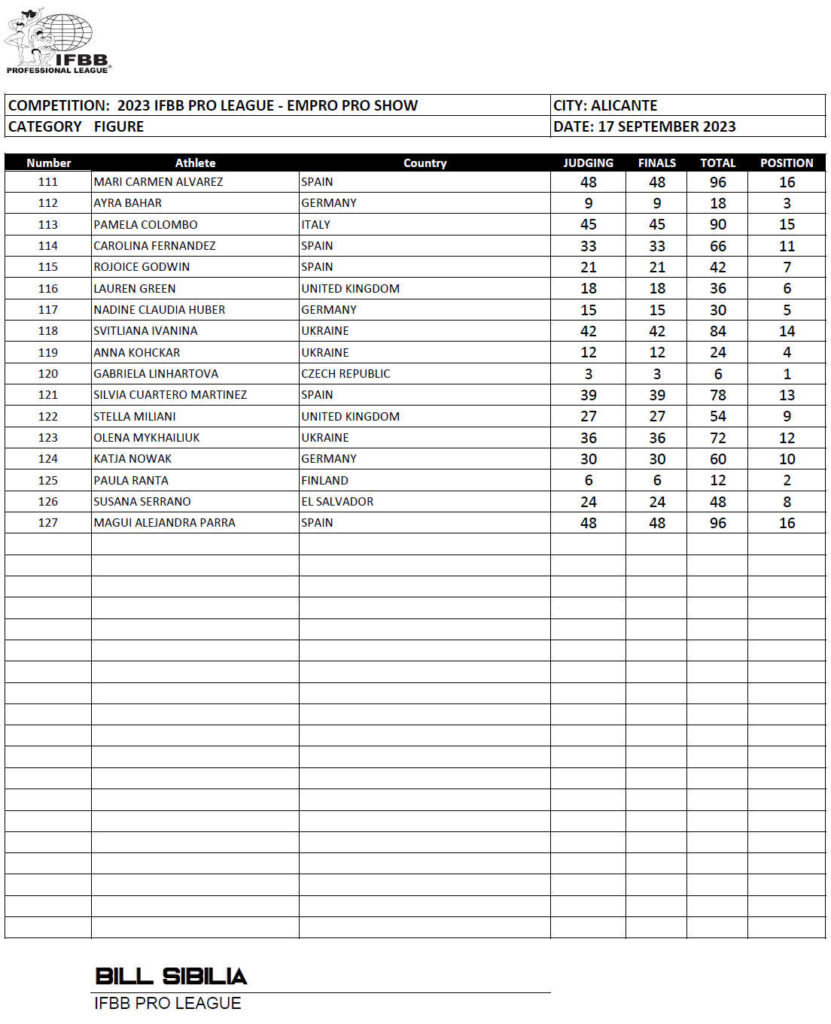 IFBB
PROFESSIONAL LEAGUE
COMPETITION: 2023 IFBB PRO LEAGUE - EMPRO PRO SHOW CITY: ALICANTE
CATEGORY FIGURE DATE: 17 SEPTEMBER 2023
Number Athlete Country JUDGING FINALS TOTAL POSITION
111 MARI CARMEN ALVAREZ SPAIN 48 48 96 16
112 AYRA BAHAR GERMANY 9 9 18 3
113 PAMELA COLOMBO ITALY 45 45 90 15
114 CAROLINA FERNANDEZ SPAIN 33 33 66 11
115 ROJOICE GODWIN SPAIN 21 21 42 7
116 LAUREN GREEN UNITED KINGDOM 18 18 36 6
117 NADINE CLAUDIA HUBER GERMANY 15 15 30 5
118 SVITLIANA IVANINA UKRAINE 42 42 84 14
119 ANNA KOHCKAR UKRAINE 12 12 24 4
120 GABRIELA LINHARTOVA CZECH REPUBLIC 3 3 6 1
121 SILVIA CUARTERO MARTINEZ SPAIN 39 39 78 13
122 STELLA MILIANI UNITED KINGDOM 27 27 54 9
123 OLENA MYKHAILIUK UKRAINE 36 36 72 12
124 KATJA NOWAK GERMANY 30 30 60 10
125 PAULA RANTA FINLAND 6 6 12 2
126 SUSANA SERRANO EL SALVADOR 24 24 48 8
127 MAGUI ALEJANDRA PARRA SPAIN 48 48 96 16
BILL SIBILIA
IFBB PRO LEAGUE